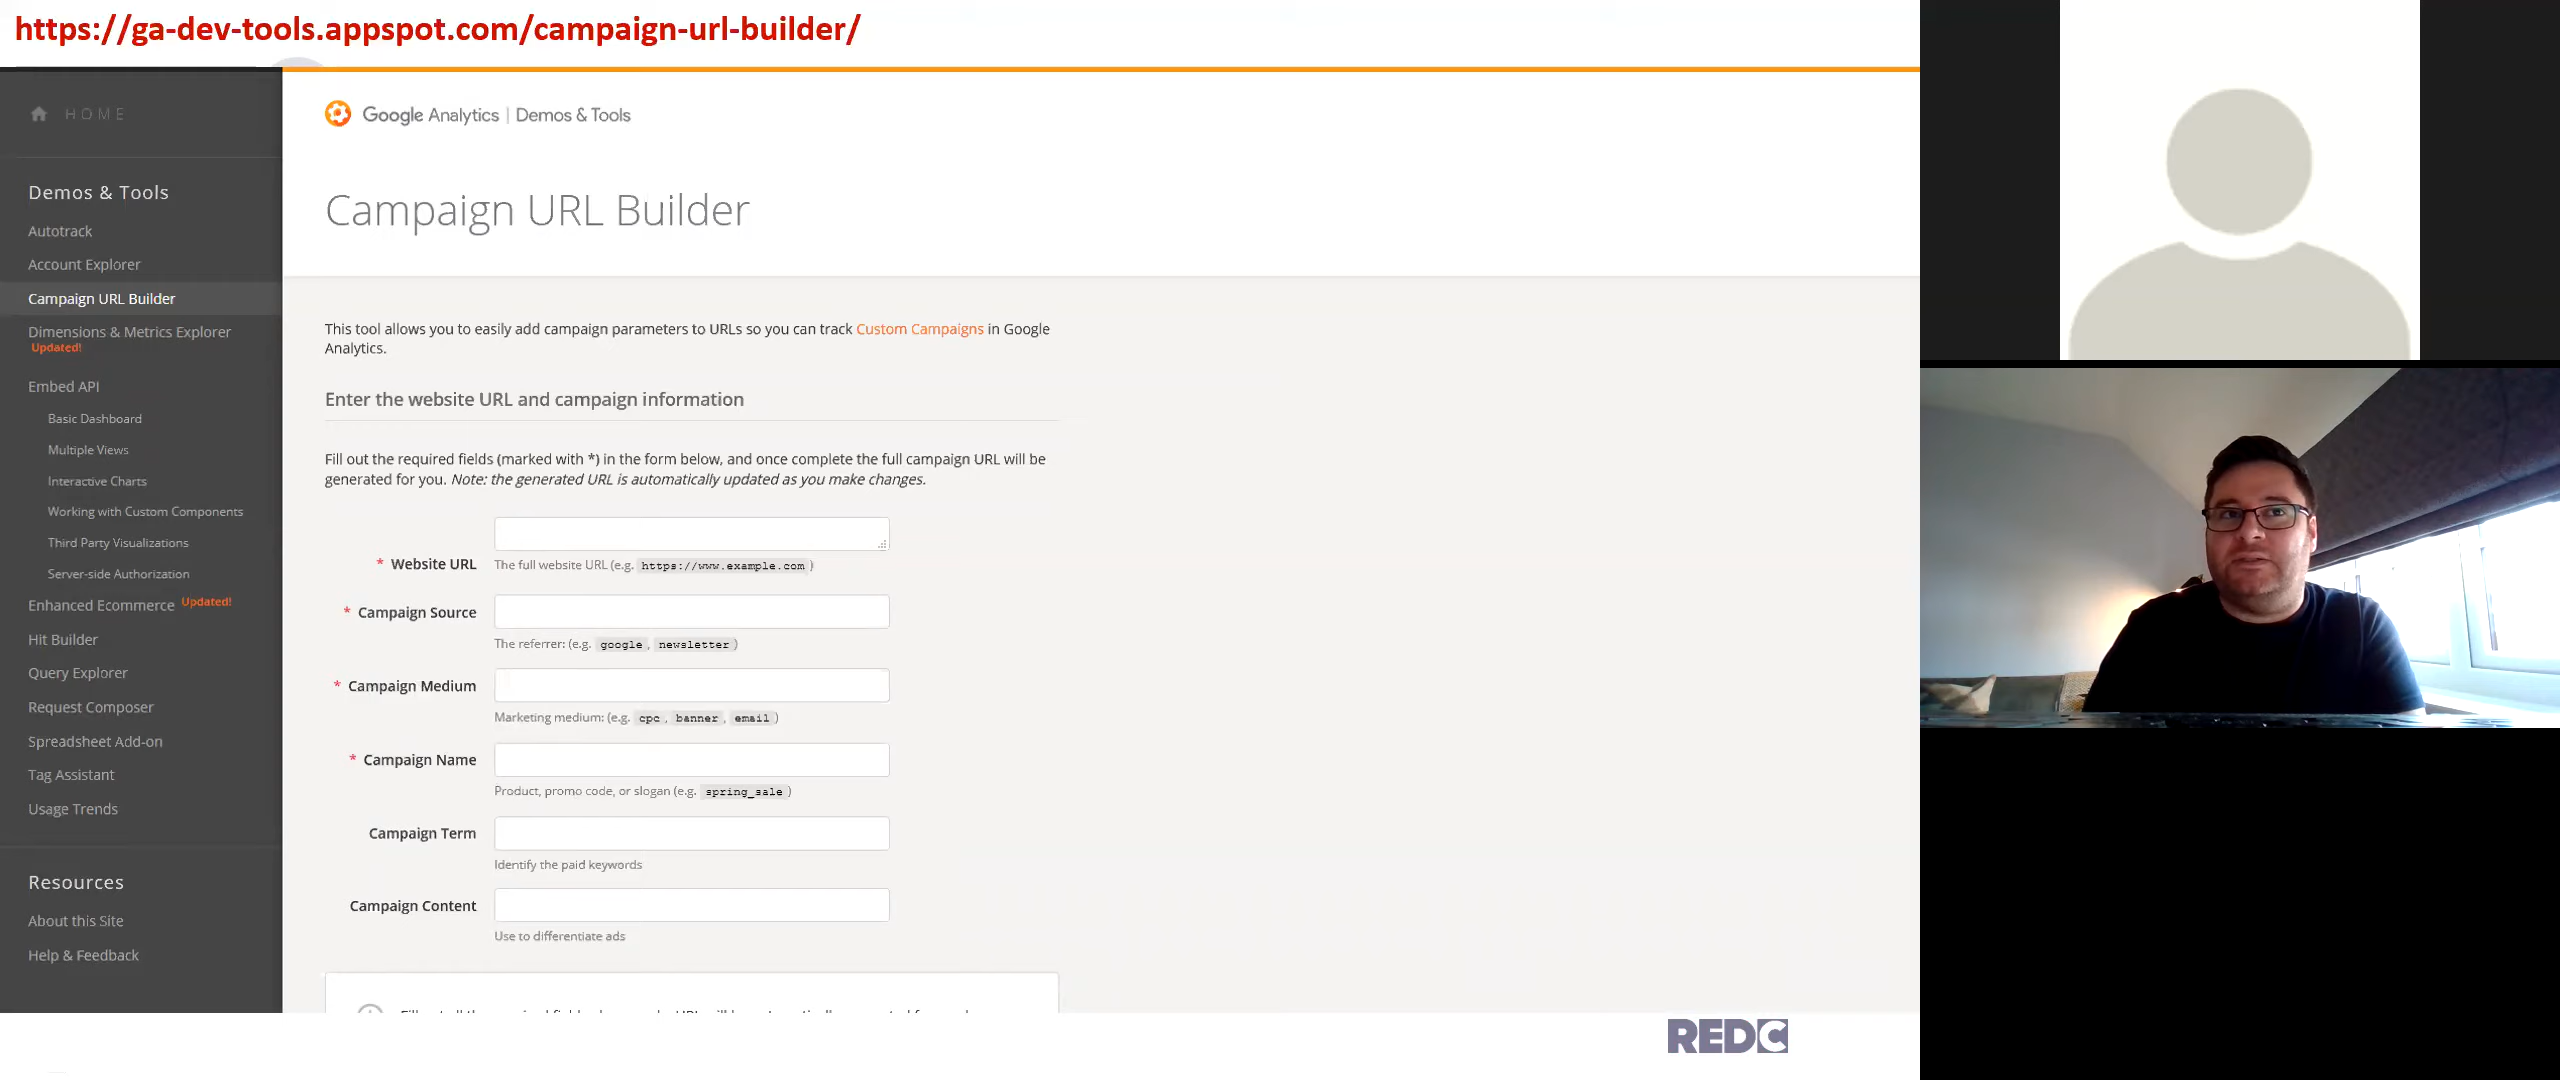 https://ga-dev-tools.appspot.com/campaign-url-builder/
HOME
Demos & Tools
Autotrack
Account Explorer
Campaign URL Builder
Dimensions & Metrics Explorer
Updated!
Embed API
Basic Dashboard
Multiple Views
Interactive Charts
Working with Custom Components
Third Party Visualizations
Server-side Authorization
Enhanced Ecommerce Updated!
Hit Builder
Query Explorer
Request Composer
Spreadsheet Add-on
Tag Assistant
Usage Trends
Resources
About this Site
Help & Feedback
Google Analytics | Demos & Tools
Campaign URL Builder
This tool allows you to easily add campaign parameters to URLs so you can track Custom Campaigns in Google
Analytics.
Enter the website URL and campaign information
Fill out the required fields (marked with *) in the form below, and once complete the full campaign URL will be
generated for you. Note: the generated URL is automatically updated as you make changes.
* Website URL
The full website URL (e.g. https://www.example.com )
* Campaign Source
The referrer: (e.g. google , newsletter )
* Campaign Medium
Marketing medium: (e.g. cpc , banner , email )
* Campaign Name
Product, promo code, or slogan (e.g. spring_sale )
Campaign Term
Identify the paid keywords
Campaign Content
Use to differentiate ads
REDC